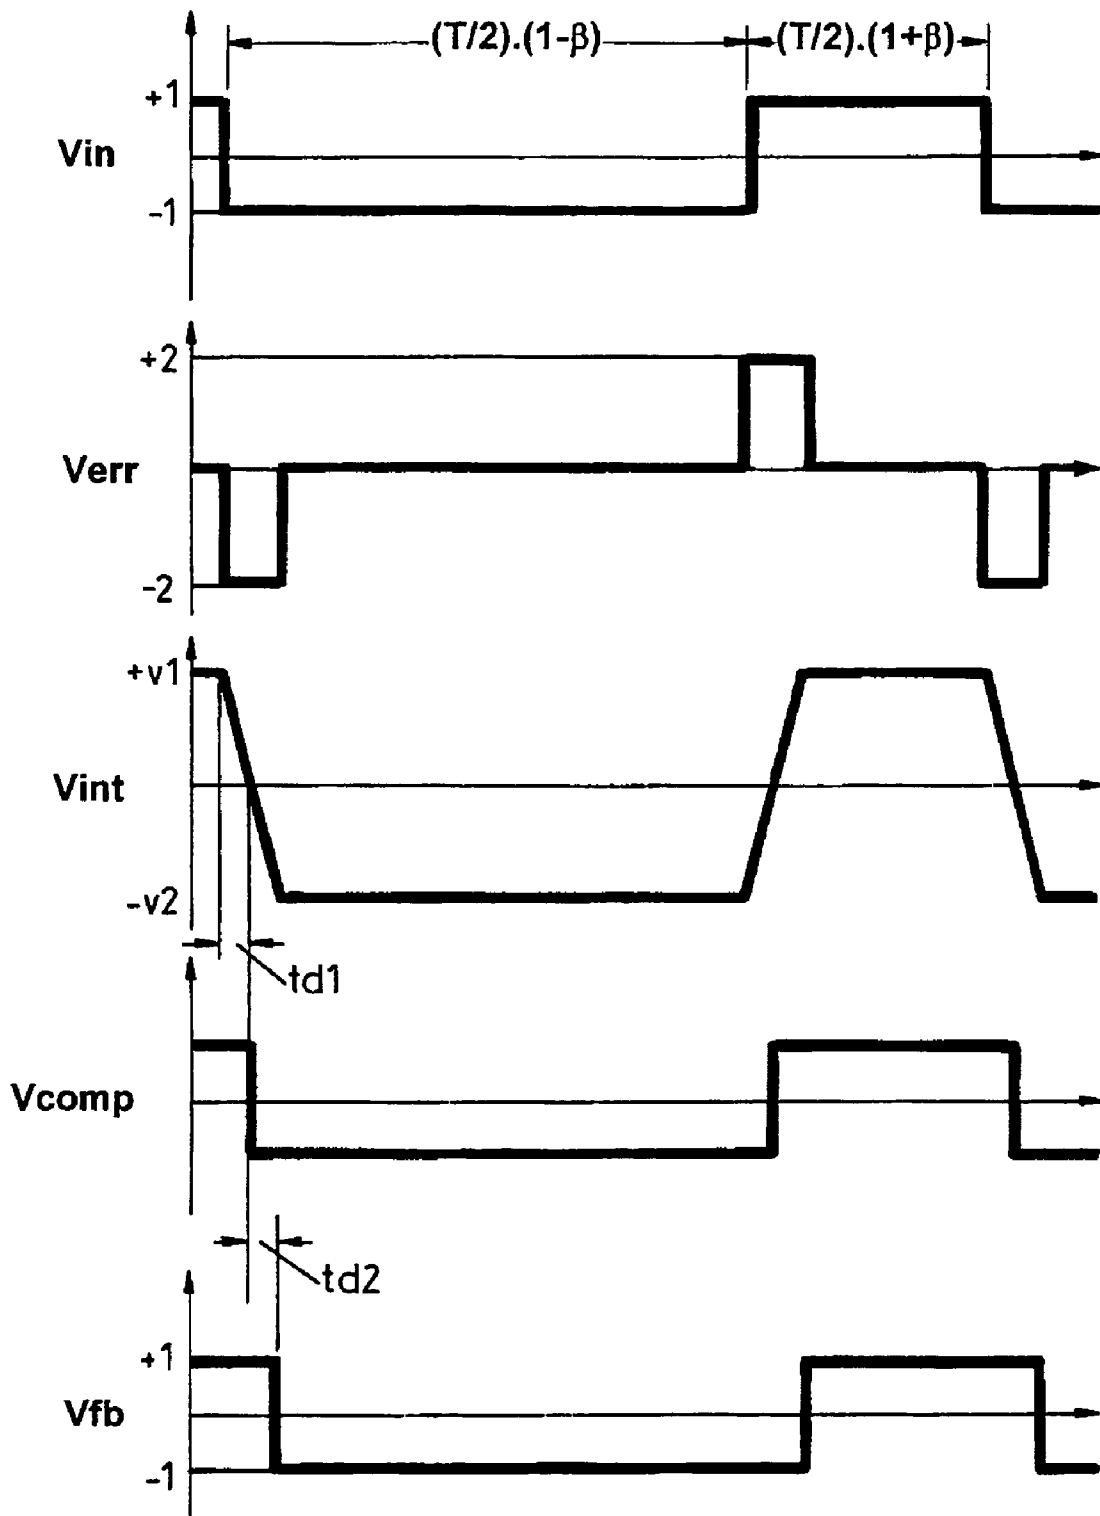 (T/2).(1-β) (T/2).(1+β)
+1
Vin
-1
+2
Verr
-2
+v1
Vint
-v2
td1
Vcomp
td2
+1
Vfb
-1